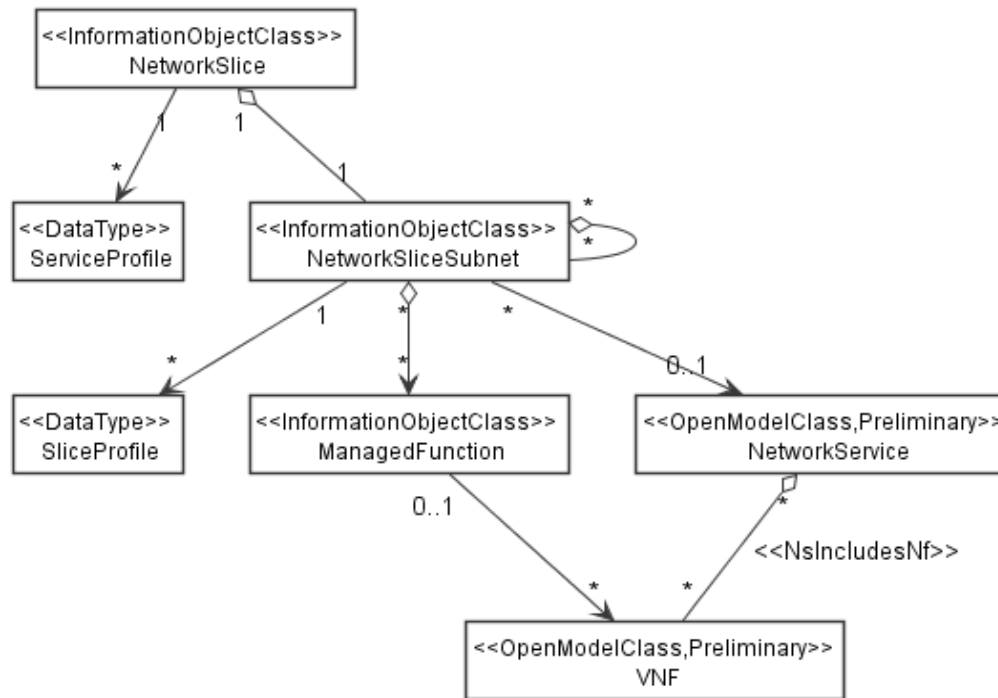 <<InformationObjectClass>>
NetworkSlice
1
1
*
1
<<DataType>>
ServiceProfile
<<InformationObjectClass>>
NetworkSliceSubnet
*
*
1
*
*
*
*
0..1
<<DataType>>
SliceProfile
<<InformationObjectClass>>
ManagedFunction
<<OpenModelClass,Preliminary>>
NetworkService
0..1
*
<<NsIncludesNf>>
*
*
<<OpenModelClass,Preliminary>>
VNF